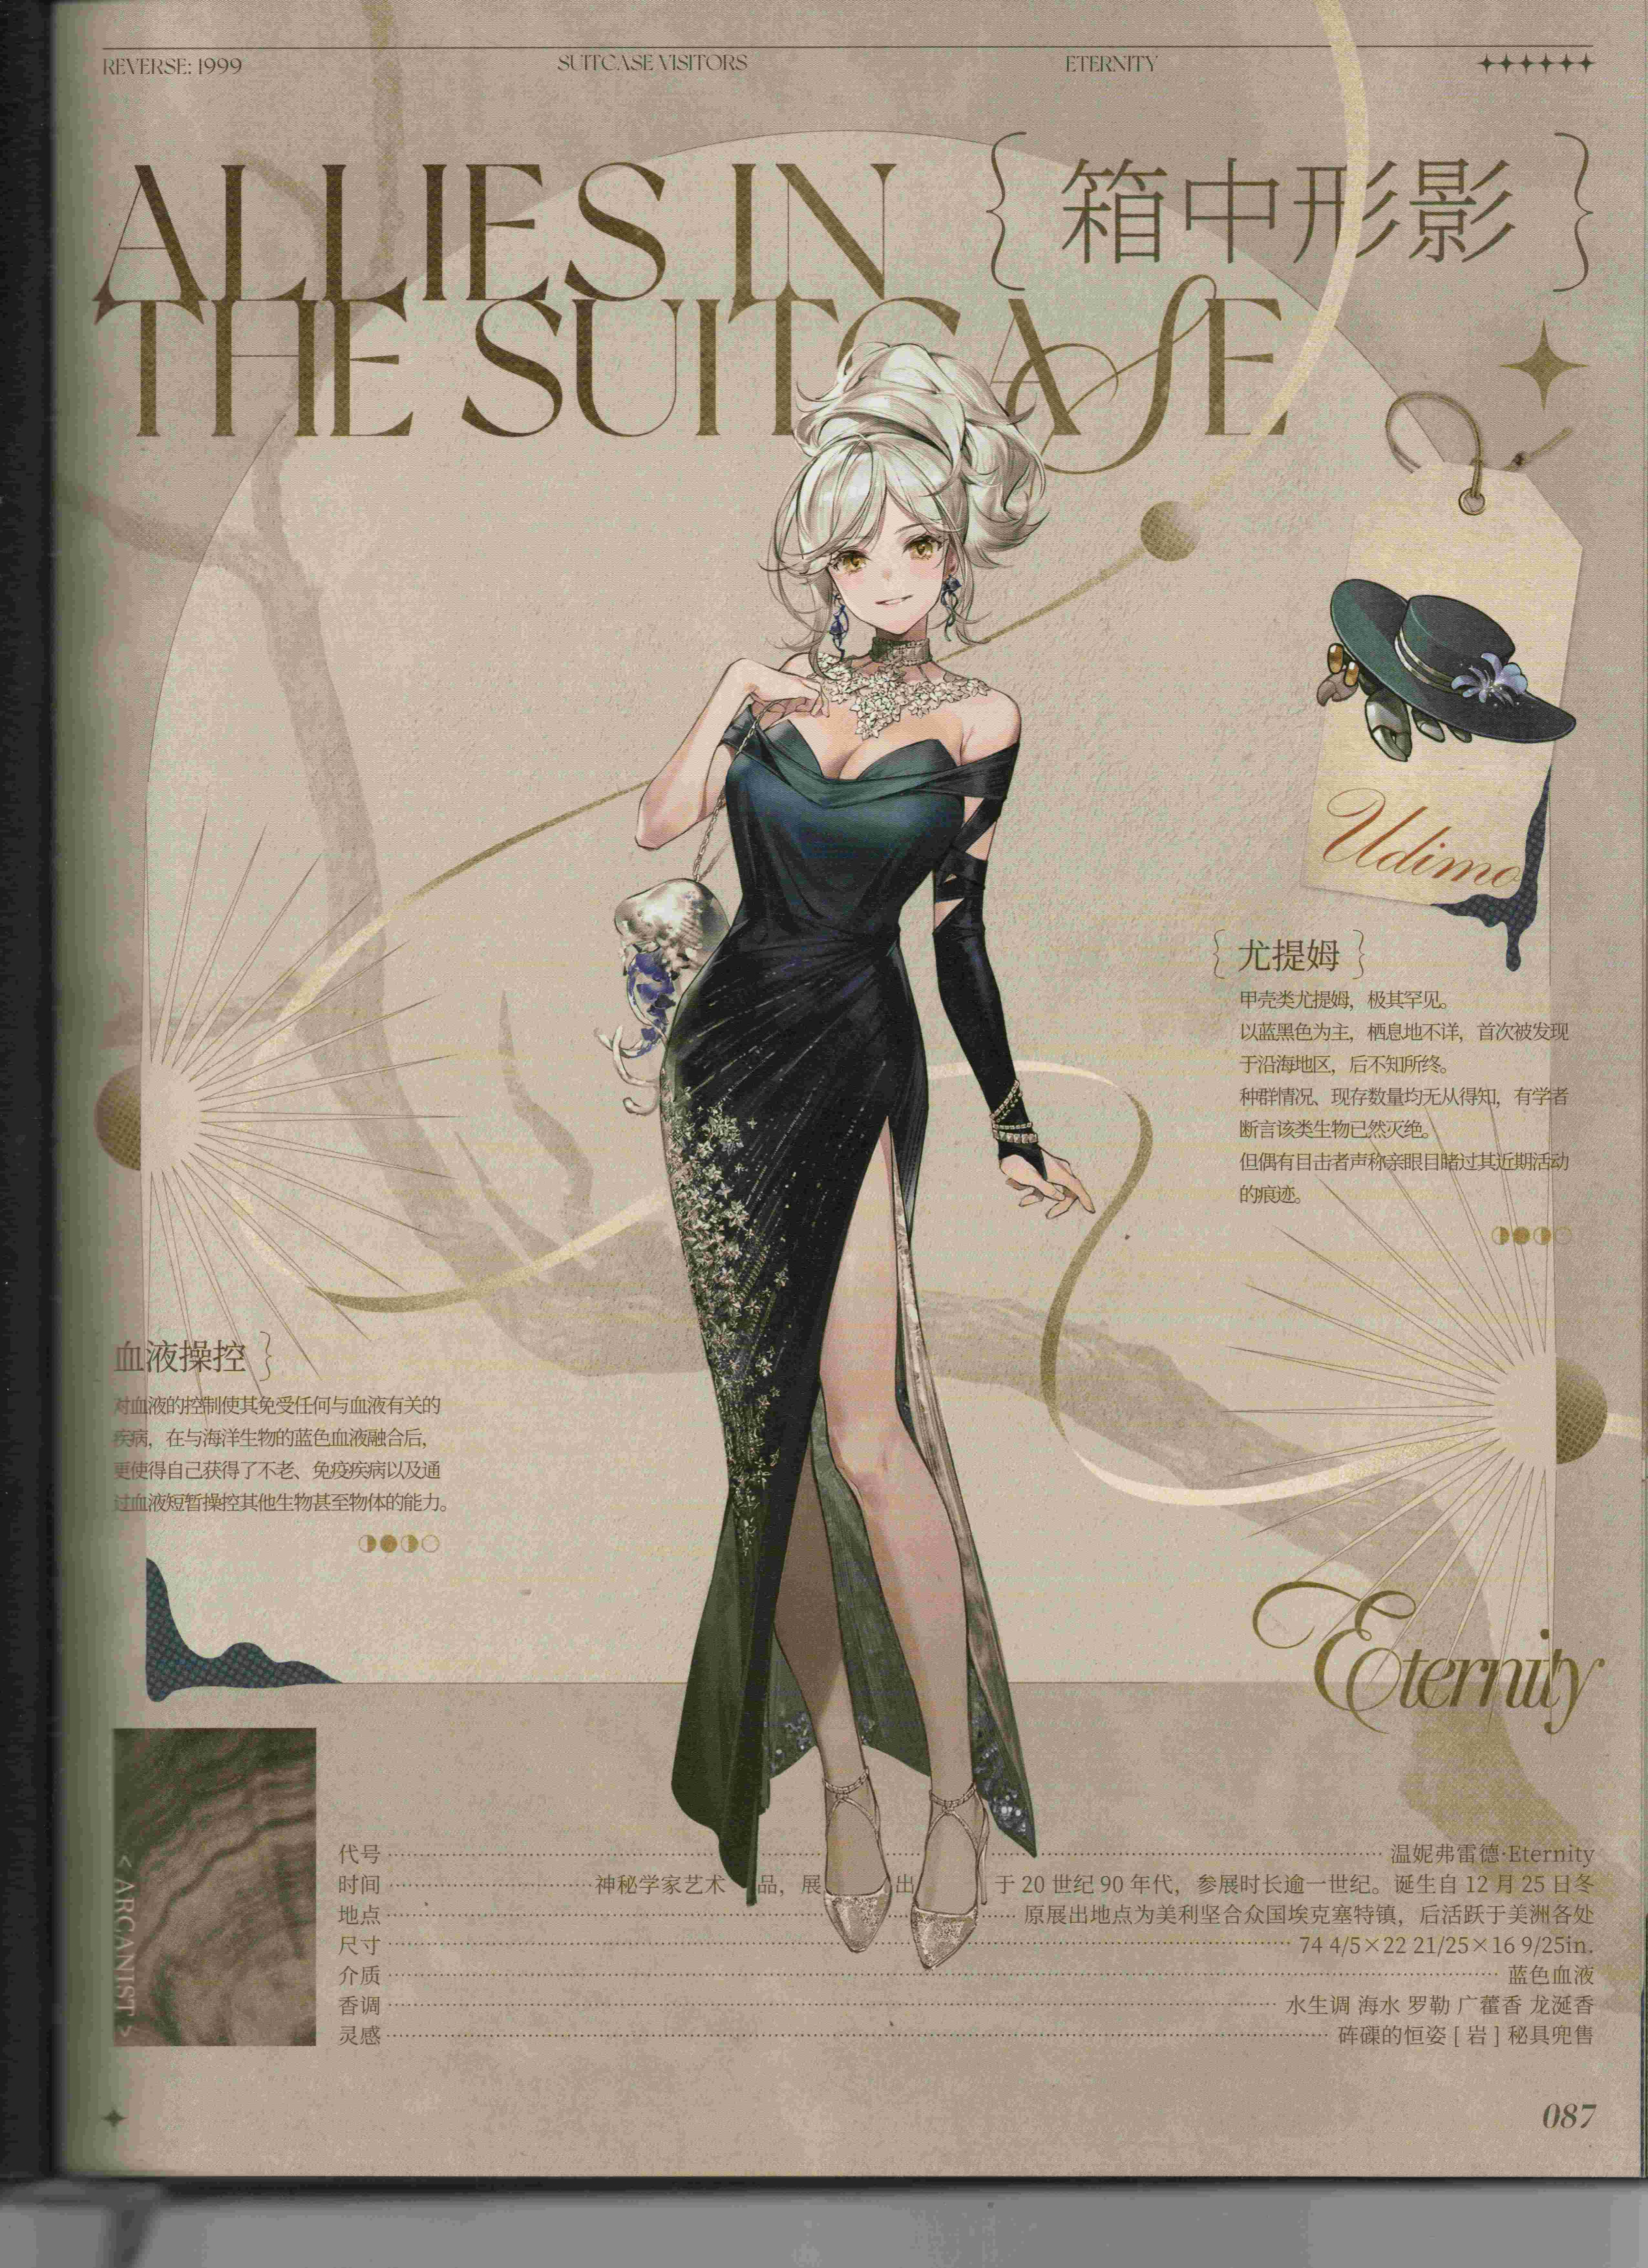 REVERSE: 1999
SUITCASE VISITORS
ETERNITY
ALLIES IN
THE SUITCASE
{箱中形影}
Udimo
{尤提姆}
甲壳类尤提姆，极其罕见。
以蓝黑色为主，栖息地不详，首次被发现
于沿海地区，后不知所终。
种群情况、现存数量均无从得知，有学者
断言该类生物已然灭绝。
但偶有目击者声称亲眼目睹过其近期活动
的痕迹。
血液操控}
对血液的控制使其免受任何与血液有关的
疾病，在与海洋生物的蓝色血液融合后，
更使得自己获得了不老、免疫疾病以及通
过血液短暂操控其他生物甚至物体的能力。
Eternity
< ARCANIST >
代号 温妮弗雷德·Eternity
时间 神秘学家艺术品，展出于 20 世纪 90 年代，参展时长逾一世纪。诞生自 12 月 25 日冬
地点 原展出地点为美利坚合众国埃克塞特镇，后活跃于美洲各处
尺寸 74 4/5×22 21/25×16 9/25in.
介质 蓝色血液
香调 水生调 海水 罗勒 广藿香 龙涎香
灵感 砗磲的恒姿 [ 岩 ] 秘具兜售
087